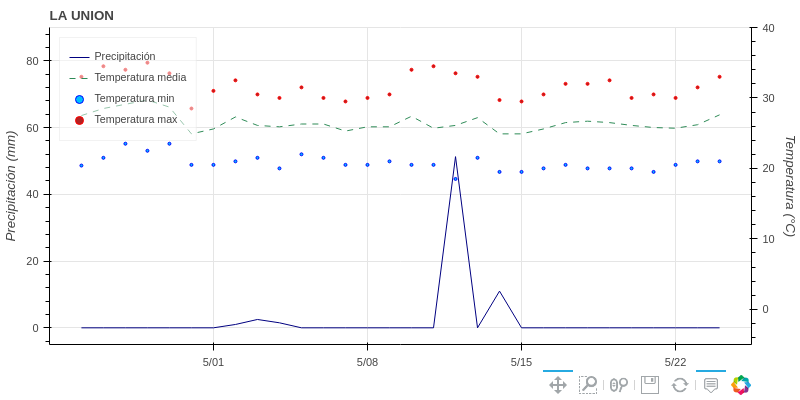 LA UNION
Precipitación
Temperatura média
Temperatura min
Temperatura max
Precipitación (mm)
80
60
40
20
0
Temperatura (°C)
40
30
20
10
0
5/01
5/08
5/15
5/22